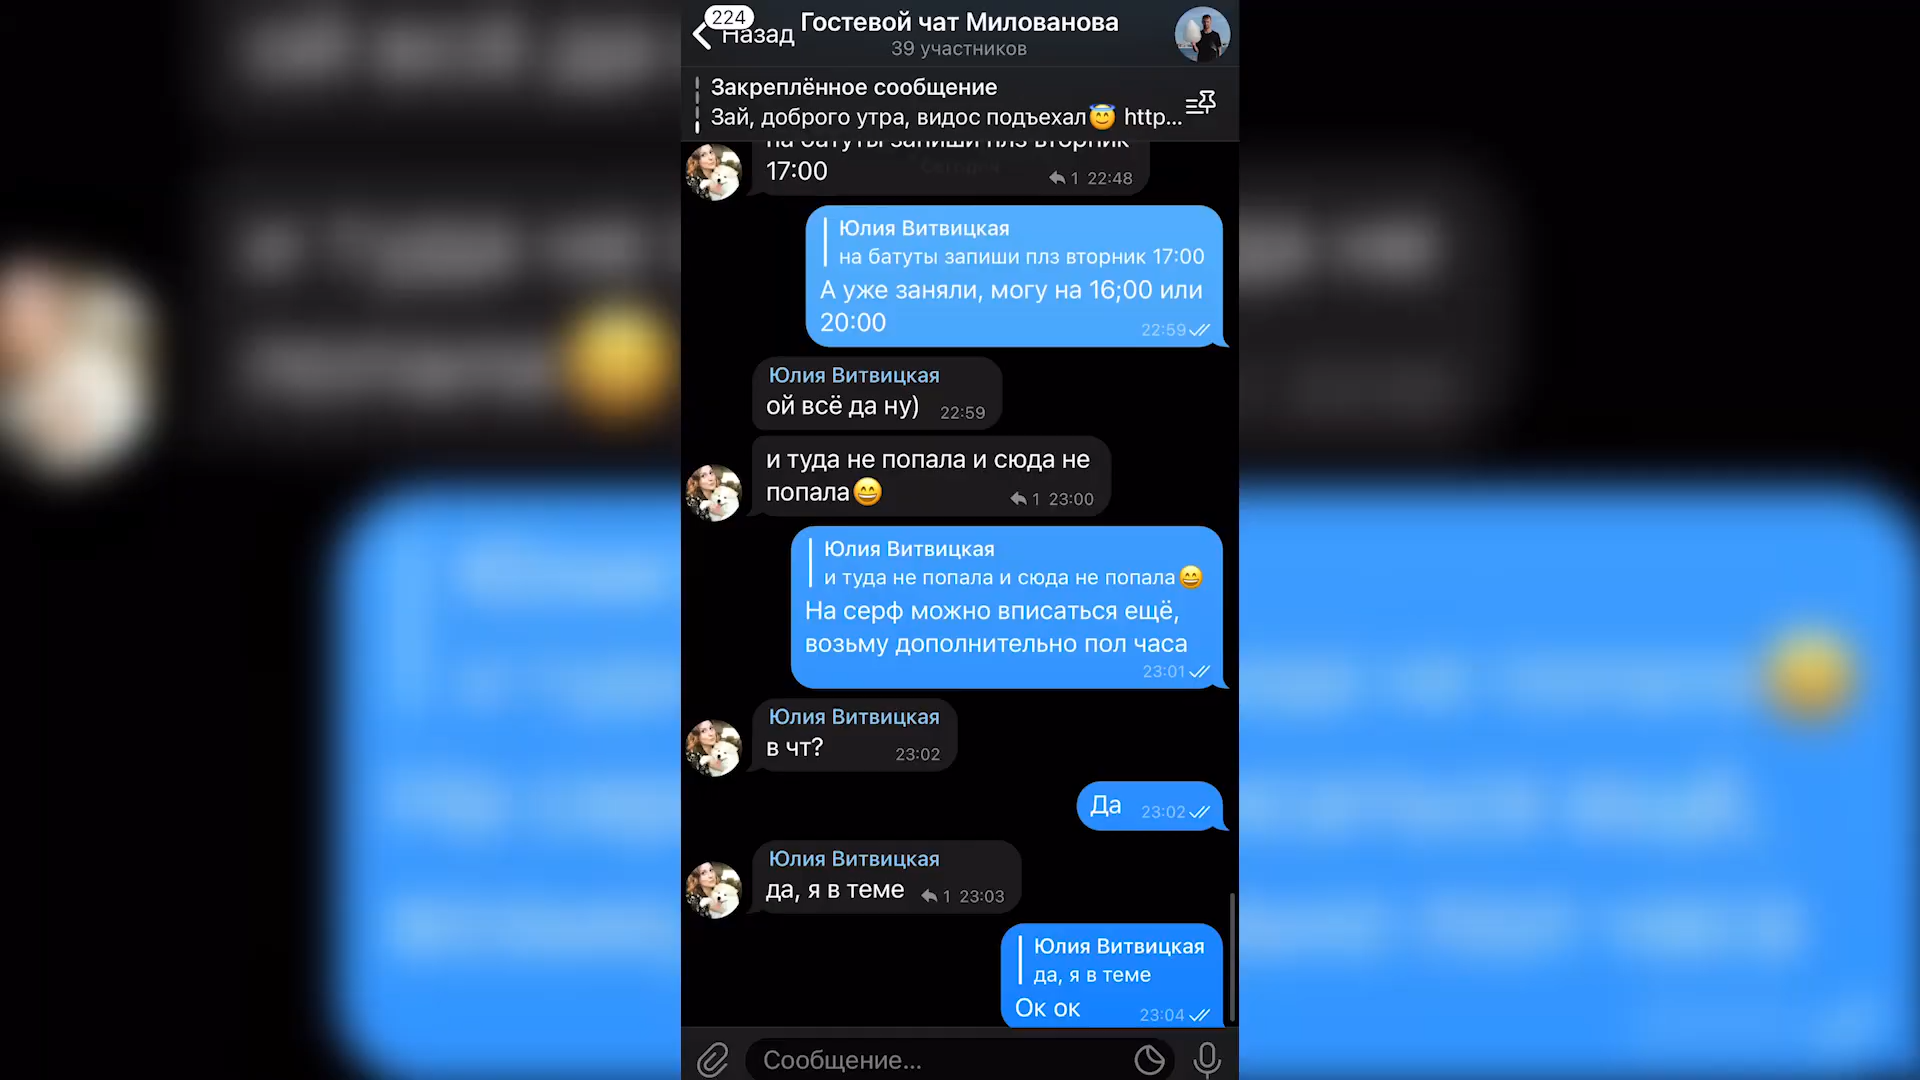 224
Назад
Гостевой чат Милованова
39 участников
Закреплённое сообщение
Зай, доброго утра, видос подъехал😇 http...
на батуты запиши плз вторник
17:00
1 22:48
Юлия Витвицкая
на батуты запиши плз вторник 17:00
А уже заняли, могу на 16;00 или
20:00
22:59
Юлия Витвицкая
ой всё да ну) 22:59
и туда не попала и сюда не
попала😄
1 23:00
Юлия Витвицкая
и туда не попала и сюда не попала😄
На серф можно вписаться ещё,
возьму дополнительно пол часа
23:01
Юлия Витвицкая
в чт? 23:02
Да 23:02
Юлия Витвицкая
да, я в теме 1 23:03
Юлия Витвицкая
да, я в теме
Ок ок 23:04
Сообщение...